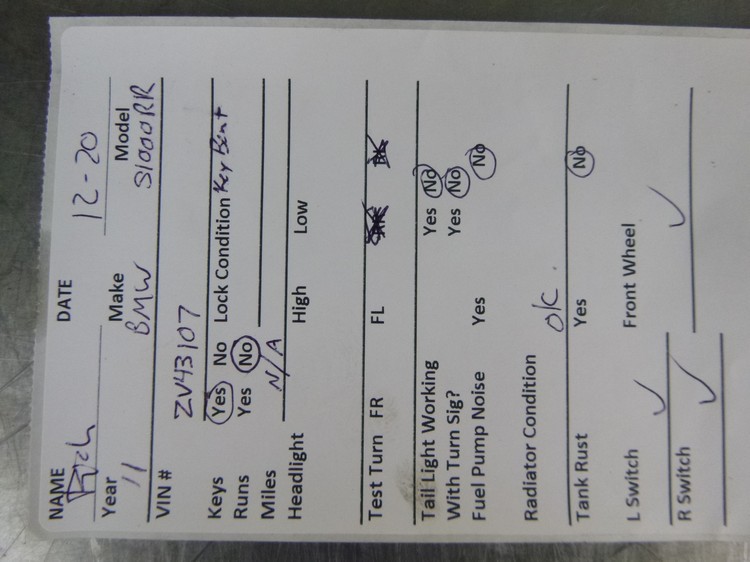 NAME Rich DATE 12-20
Year Make Model
11 BMW S1000RR
VIN #
ZV43107
Keys Yes No Lock Condition Key Bent
Runs Yes No
Miles N/A
Headlight High Low
Test Turn FR FL
Tail Light Working Yes No
With Turn Sig? Yes No
Fuel Pump Noise Yes No
Radiator Condition OK.
Tank Rust Yes No
L Switch Front Wheel
R Switch